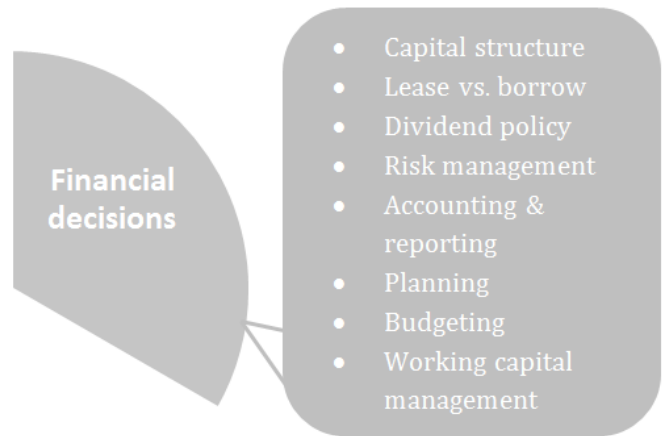 Financial
decisions
• Capital structure
• Lease vs. borrow
• Dividend policy
• Risk management
• Accounting &
reporting
• Planning
• Budgeting
• Working capital
management